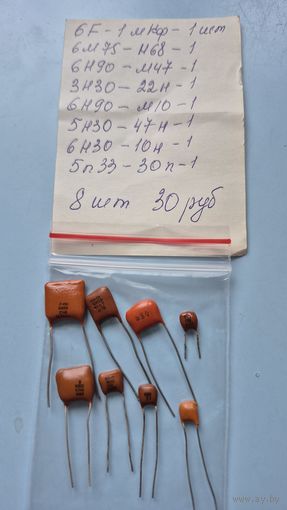 6F - 1 мкф - 1 шт
6М75 - Н68 - 1
6Н90 - М47 - 1
3Н30 - 22н - 1
6Н90 - М10 - 1
5Н30 - 47н - 1
6Н30 - 10н - 1
5п33 - 30п - 1
8 шт 30 руб
www.ay.by